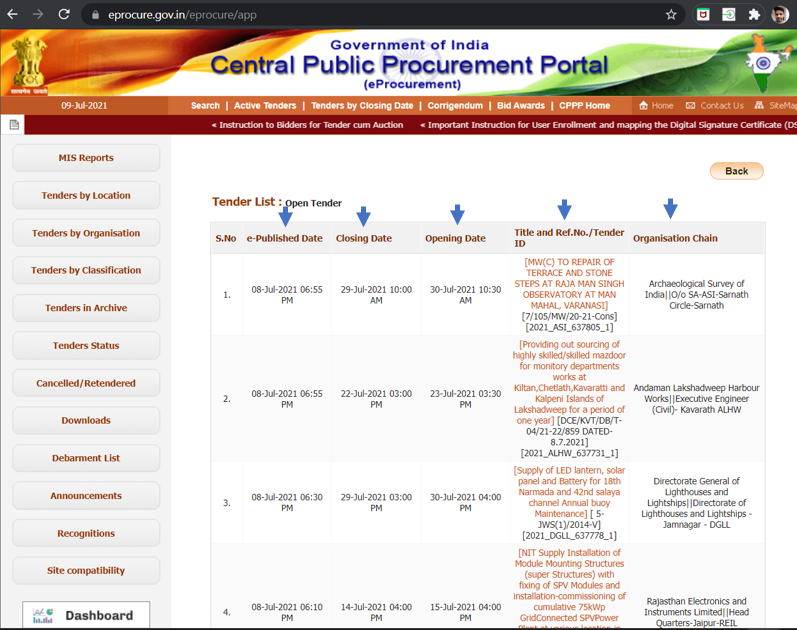 eprocure.gov.in/eprocure/app
Government of India
Central Public Procurement Portal
(eProcurement)
सत्यमेव जयते
09-Jul-2021
Search | Active Tenders | Tenders by Closing Date | Corrigendum | Bid Awards | CPPP Home
Home Contact Us SiteMap
« Instruction to Bidders for Tender cum Auction « Important Instruction for User Enrollment and mapping the Digital Signature Certificate (DS
MIS Reports
Tenders by Location
Tenders by Organisation
Tenders by Classification
Tenders in Archive
Tenders Status
Cancelled/Retendered
Downloads
Debarment List
Announcements
Recognitions
Site compatibility
Dashboard
Back
Tender List : Open Tender
S.No e-Published Date Closing Date Opening Date Title and Ref.No./Tender ID Organisation Chain
1. 08-Jul-2021 06:55 PM 29-Jul-2021 10:00 AM 30-Jul-2021 10:30 AM
[MW(C) TO REPAIR OF
TERRACE AND STONE
STEPS AT RAJA MAN SINGH
OBSERVATORY AT MAN
MAHAL, VARANASI]
[7/105/MW/20-21-Cons]
[2021_ASI_637805_1]
Archaeological Survey of
India||O/o SA-ASI-Sarnath
Circle-Sarnath
2. 08-Jul-2021 06:55 PM 22-Jul-2021 03:00 PM 23-Jul-2021 03:30 PM
[Providing out sourcing of
highly skilled/skilled mazdoor
for monitory departments
works at
Kiltan,Chetlath,Kavaratti and
Kalpeni Islands of
Lakshadweep for a period of
one year] [DCE/KVT/DB/T-
04/21-22/859 DATED-
8.7.2021]
[2021_ALHW_637731_1]
Andaman Lakshadweep Harbour
Works||Executive Engineer
(Civil)- Kavarath ALHW
3. 08-Jul-2021 06:30 PM 29-Jul-2021 03:00 PM 30-Jul-2021 04:00 PM
[Supply of LED lantern, solar
panel and Battery for 18th
Narmada and 42nd salaya
channel Annual buoy
Maintenance] [ 5-
JWS(1)/2014-V]
[2021_DGLL_637778_1]
Directorate General of
Lighthouses and
Lightships||Directorate of
Lighthouses and Lightships -
Jamnagar - DGLL
4. 08-Jul-2021 06:10 PM 14-Jul-2021 04:00 PM 15-Jul-2021 04:00 PM
[NIT Supply Installation of
Module Mounting Structures
(super Structures) with
fixing of SPV Modules and
installation-commissioning of
cumulative 75kWp
GridConnected SPVPower
Plant at various location in
Rajasthan Electronics and
Instruments Limited||Head
Quarters-Jaipur-REIL